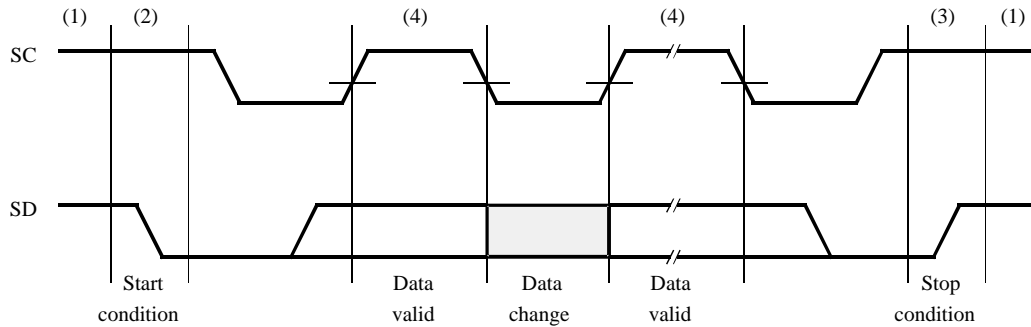 (1) (2) (4) (4) (3) (1)
SC
SD
Start condition
Data valid
Data change
Data valid
Stop condition